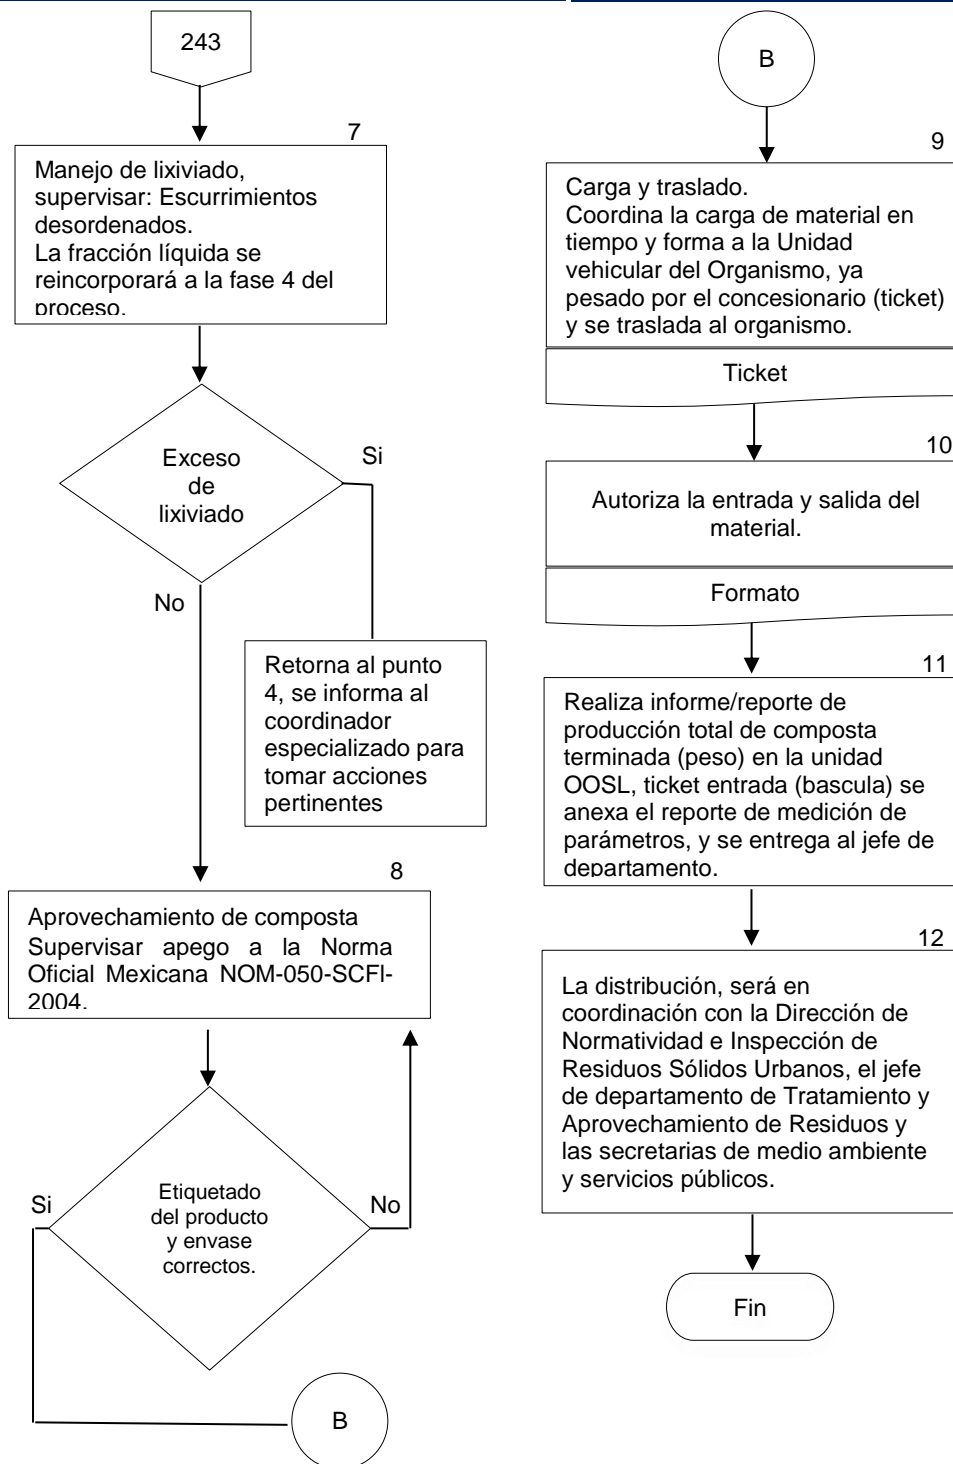 243
7
Manejo de lixiviado,
supervisar: Escurrimientos
desordenados.
La fracción líquida se
reincorporará a la fase 4 del
proceso.
Exceso
de
lixiviado
Si
No
Retorna al punto
4, se informa al
coordinador
especializado para
tomar acciones
pertinentes
8
Aprovechamiento de composta
Supervisar apego a la Norma
Oficial Mexicana NOM-050-SCFI-
2004.
Etiquetado
del producto
y envase
correctos.
Si
No
B
B
9
Carga y traslado.
Coordina la carga de material en
tiempo y forma a la Unidad
vehicular del Organismo, ya
pesado por el concesionario (ticket)
y se traslada al organismo.
Ticket
10
Autoriza la entrada y salida del
material.
Formato
11
Realiza informe/reporte de
producción total de composta
terminada (peso) en la unidad
OOSL, ticket entrada (bascula) se
anexa el reporte de medición de
parámetros, y se entrega al jefe de
departamento.
12
La distribución, será en
coordinación con la Dirección de
Normatividad e Inspección de
Residuos Sólidos Urbanos, el jefe
de departamento de Tratamiento y
Aprovechamiento de Residuos y
las secretarias de medio ambiente
y servicios públicos.
Fin